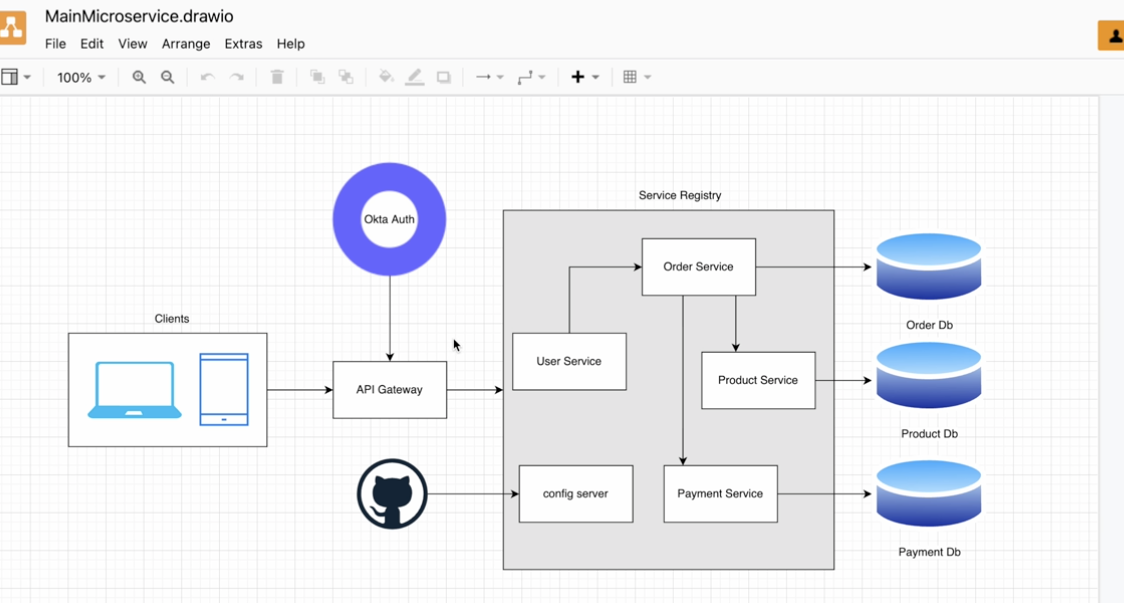 MainMicroservice.drawio
File Edit View Arrange Extras Help
100%
Okta Auth
Service Registry
Order Service
Clients
Order Db
User Service
API Gateway
Product Service
Product Db
config server
Payment Service
Payment Db